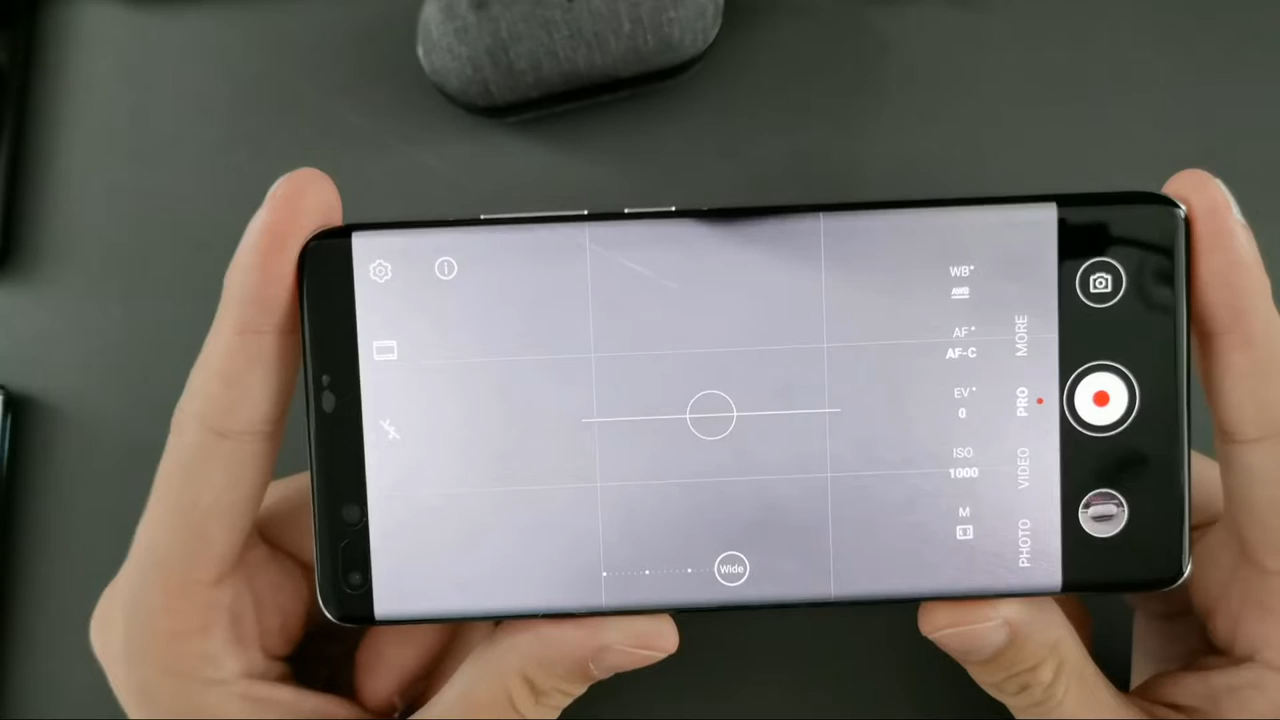 WB•
AWB
AF•
AF-C
EV•
0
ISO
1000
M
Wide
MORE
PRO
VIDEO
PHOTO